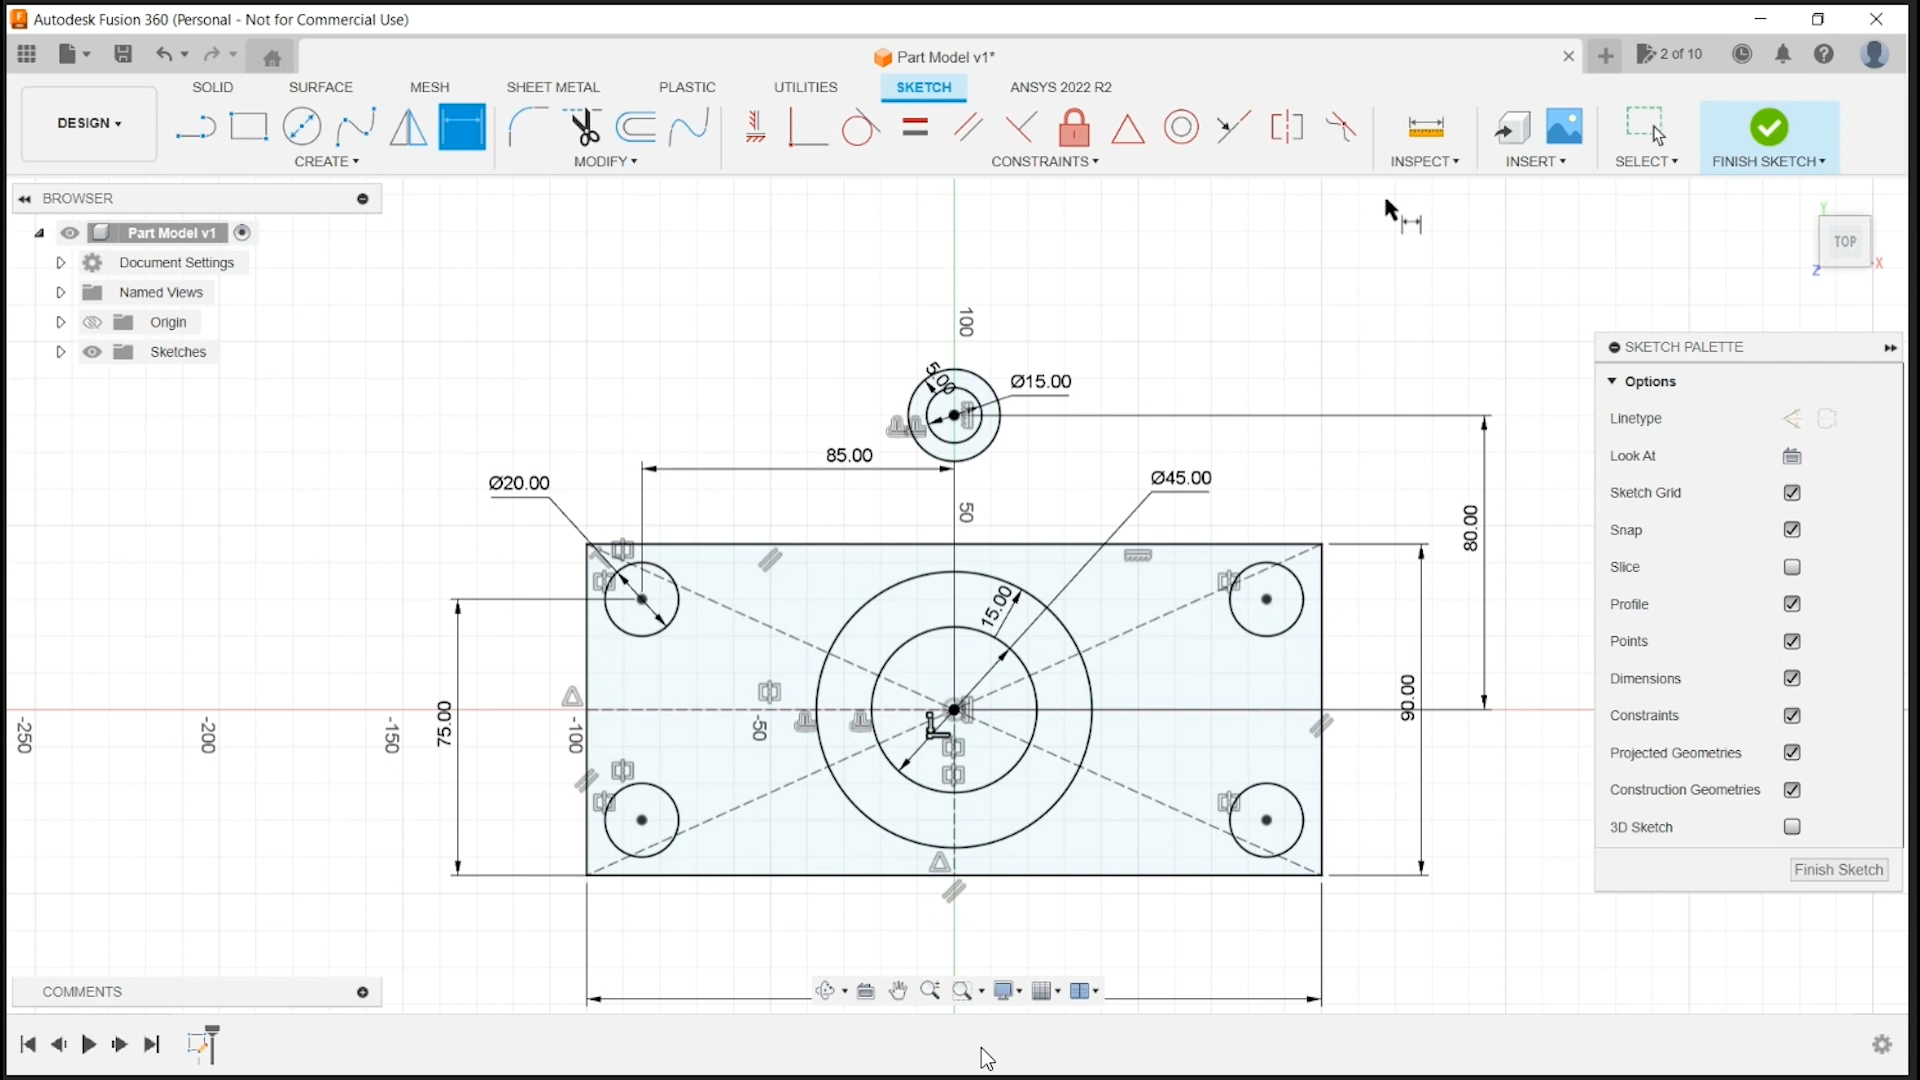 Autodesk Fusion 360 (Personal - Not for Commercial Use)
Part Model v1*
2 of 10
SOLID SURFACE MESH SHEET METAL PLASTIC UTILITIES SKETCH ANSYS 2022 R2
DESIGN
CREATE MODIFY CONSTRAINTS INSPECT INSERT SELECT FINISH SKETCH
BROWSER
Part Model v1
Document Settings
Named Views
Origin
Sketches
Y
TOP
X
Z
100
5.00
Ø15.00
85.00
Ø20.00
Ø45.00
50
80.00
15.00
90.00
75.00
-250
-200
-150
-100
-50
SKETCH PALETTE
Options
Linetype
Look At
Sketch Grid
Snap
Slice
Profile
Points
Dimensions
Constraints
Projected Geometries
Construction Geometries
3D Sketch
Finish Sketch
COMMENTS